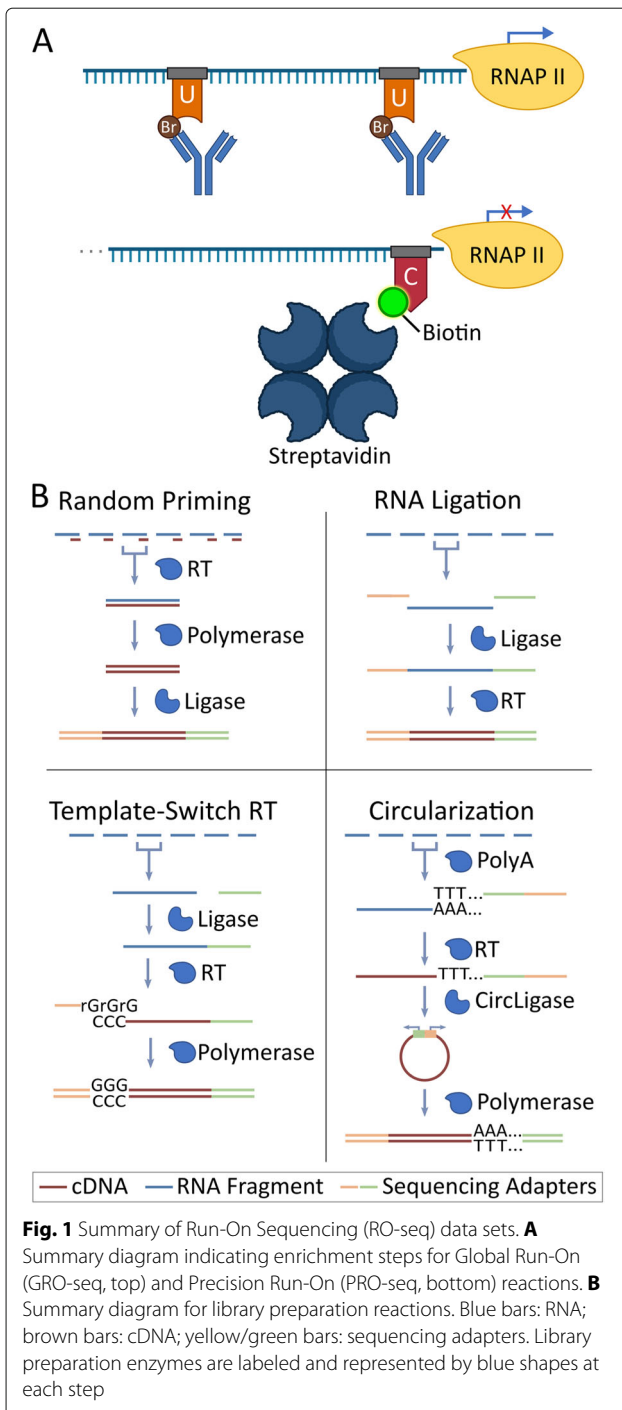 A
RNAP II
U
U
Br
Br
...
RNAP II
X
C
Biotin
Streptavidin
B
Random Priming
RT
Polymerase
Ligase
RNA Ligation
Ligase
RT
Template-Switch RT
Ligase
RT
rGrGrG
CCC
Polymerase
GGG
CCC
Circularization
PolyA
TTT...
AAA...
RT
TTT...
CircLigase
Polymerase
AAA...
TTT...
cDNA RNA Fragment Sequencing Adapters
Fig. 1 Summary of Run-On Sequencing (RO-seq) data sets. A
Summary diagram indicating enrichment steps for Global Run-On
(GRO-seq, top) and Precision Run-On (PRO-seq, bottom) reactions. B
Summary diagram for library preparation reactions. Blue bars: RNA;
brown bars: cDNA; yellow/green bars: sequencing adapters. Library
preparation enzymes are labeled and represented by blue shapes at
each step